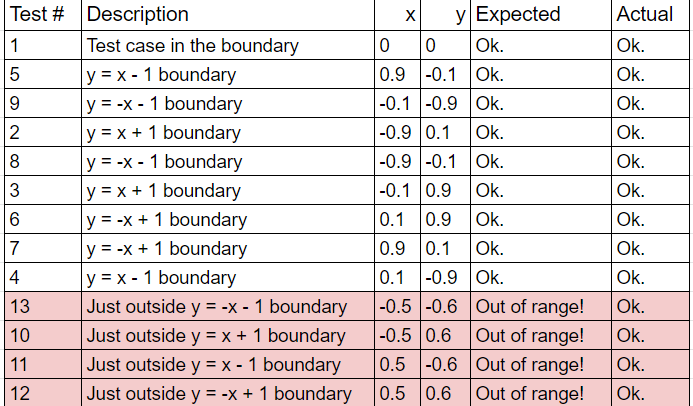 Test # Description x y Expected Actual
1 Test case in the boundary 0 0 Ok. Ok.
5 y = x - 1 boundary 0.9 -0.1 Ok. Ok.
9 y = -x - 1 boundary -0.1 -0.9 Ok. Ok.
2 y = x + 1 boundary -0.9 0.1 Ok. Ok.
8 y = -x - 1 boundary -0.9 -0.1 Ok. Ok.
3 y = x + 1 boundary -0.1 0.9 Ok. Ok.
6 y = -x + 1 boundary 0.1 0.9 Ok. Ok.
7 y = -x + 1 boundary 0.9 0.1 Ok. Ok.
4 y = x - 1 boundary 0.1 -0.9 Ok. Ok.
13 Just outside y = -x - 1 boundary -0.5 -0.6 Out of range! Ok.
10 Just outside y = x + 1 boundary -0.5 0.6 Out of range! Ok.
11 Just outside y = x - 1 boundary 0.5 -0.6 Out of range! Ok.
12 Just outside y = -x + 1 boundary 0.5 0.6 Out of range! Ok.